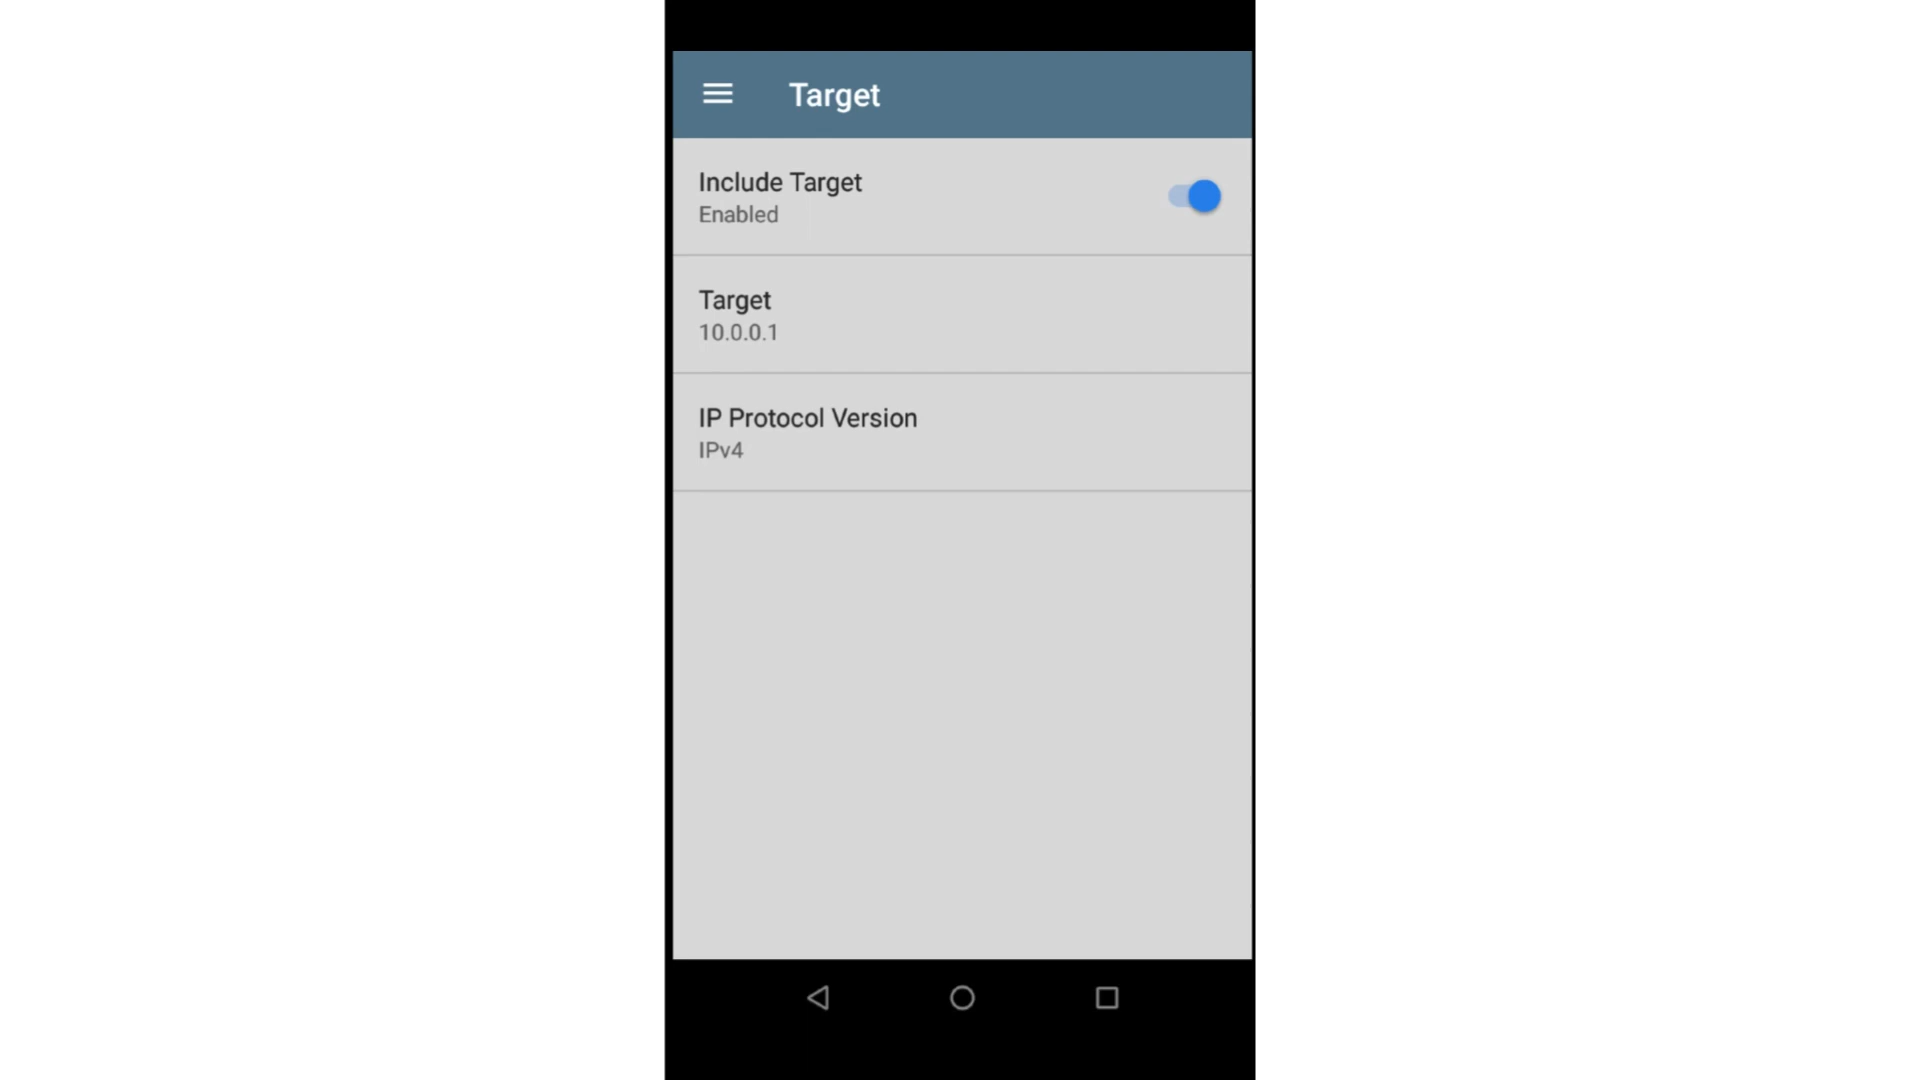 Target
Include Target
Enabled
Target
10.0.0.1
IP Protocol Version
IPv4